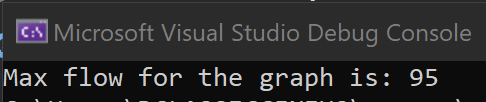 Microsoft Visual Studio Debug Console
Max flow for the graph is: 95